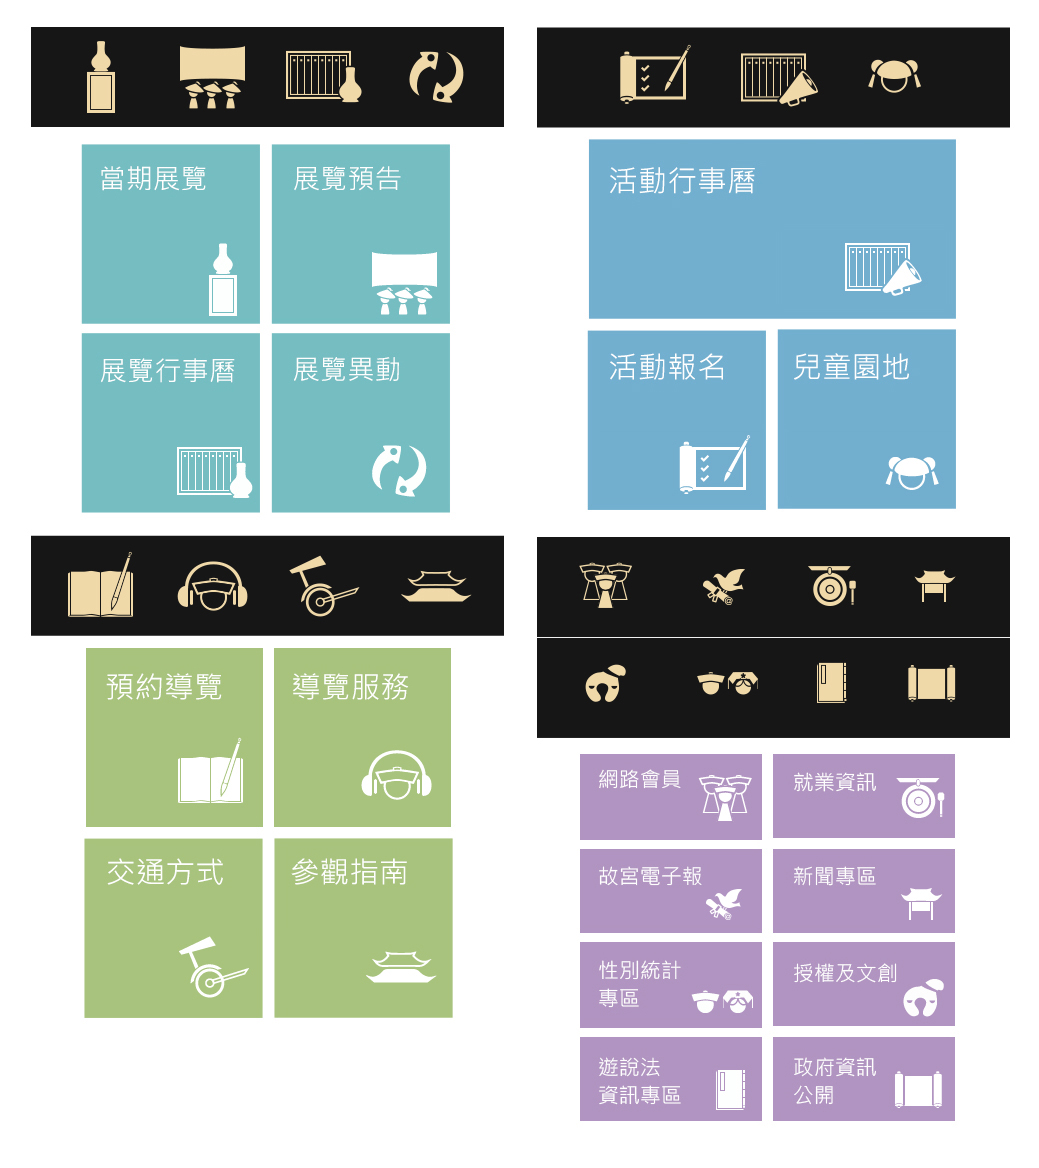 當期展覽
展覽預告
展覽行事曆
展覽異動
活動行事曆
活動報名
兒童園地
預約導覽
導覽服務
交通方式
參觀指南
網路會員
就業資訊
故宮電子報
新聞專區
性別統計
專區
授權及文創
遊說法
資訊專區
政府資訊
公開